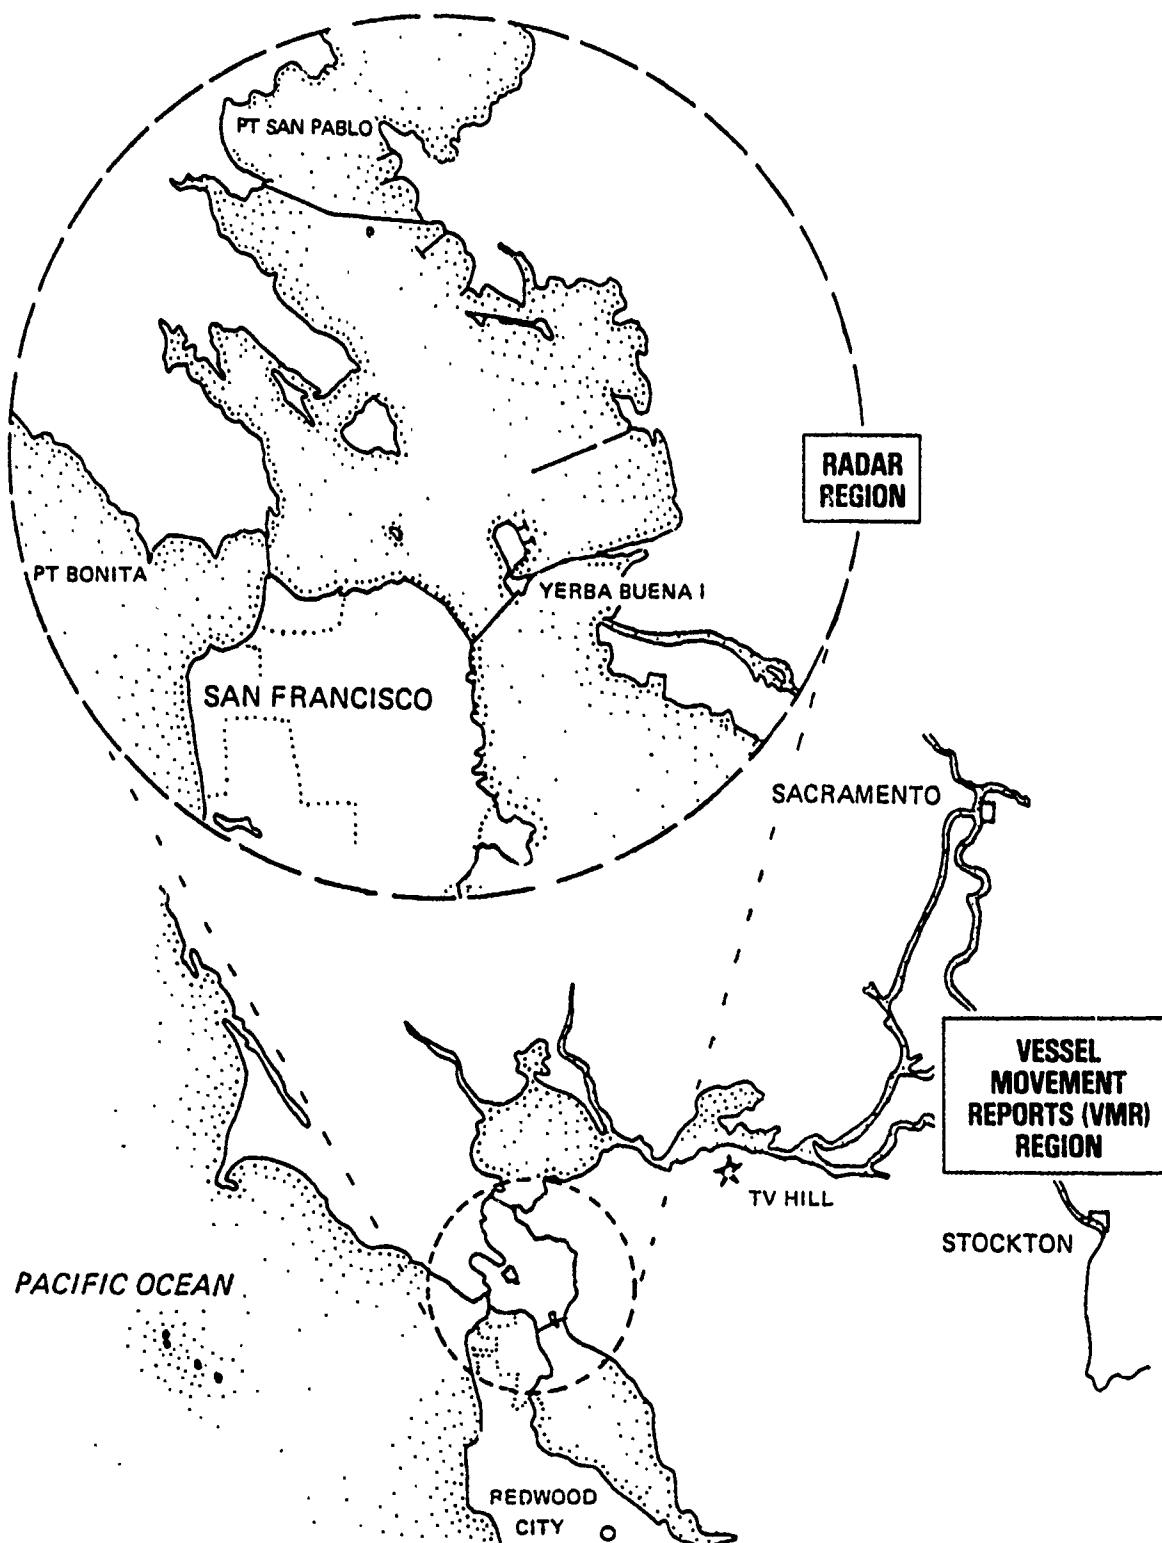 PT SAN PABLO
RADAR
REGION
PT BONITA
YERBA BUENA I
SAN FRANCISCO
SACRAMENTO
VESSEL
MOVEMENT
REPORTS (VMR)
REGION
TV HILL
STOCKTON
PACIFIC OCEAN
REDWOOD
CITY